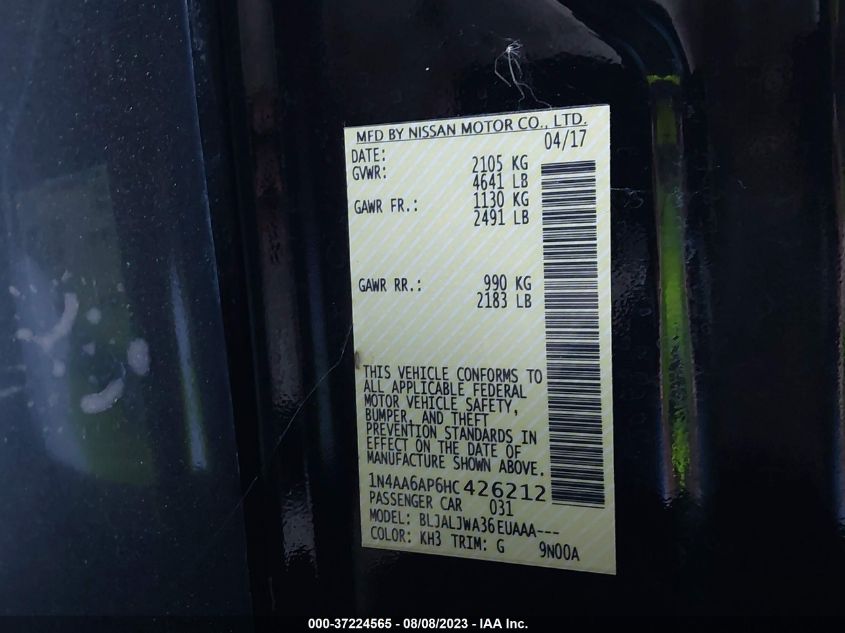 MFD BY NISSAN MOTOR CO., LTD.
DATE: 04/17
GVWR: 2105 KG
4641 LB
GAWR FR.: 1130 KG
2491 LB
GAWR RR.: 990 KG
2183 LB
THIS VEHICLE CONFORMS TO
ALL APPLICABLE FEDERAL
MOTOR VEHICLE SAFETY,
BUMPER, AND THEFT
PREVENTION STANDARDS IN
EFFECT ON THE DATE OF
MANUFACTURE SHOWN ABOVE.
1N4AA6AP6HC 426212
PASSENGER CAR 031
MODEL: BLJALJWA36EUAAA---
COLOR: KH3 TRIM: G 9N00A
000-37224565 - 08/08/2023 - IAA Inc.